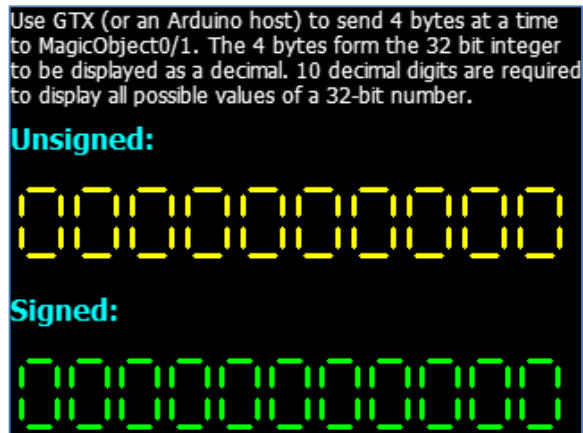 Use GTX (or an Arduino host) to send 4 bytes at a time
to MagicObject0/1. The 4 bytes form the 32 bit integer
to be displayed as a decimal. 10 decimal digits are required
to display all possible values of a 32-bit number.
Unsigned:
0000000000
Signed:
0000000000